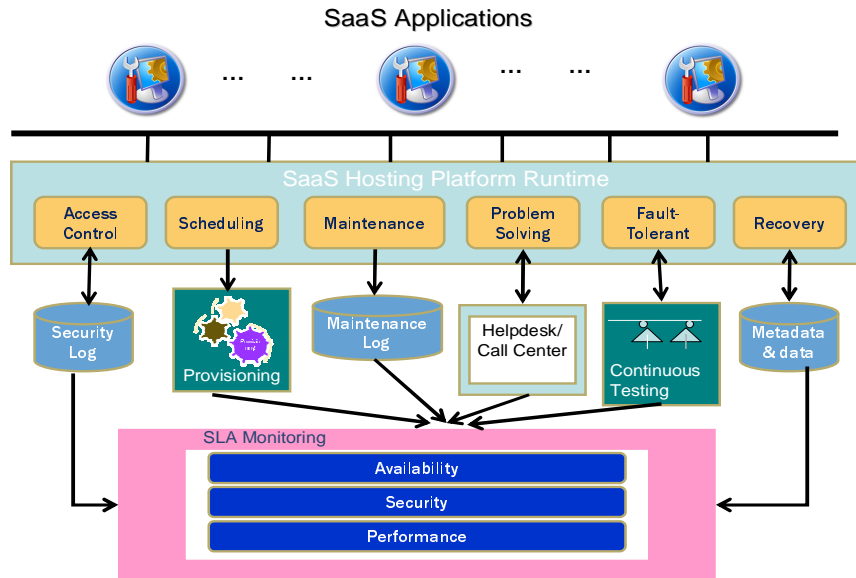 SaaS Applications
... ... ... ...
SaaS Hosting Platform Runtime
Access
Control
Scheduling
Maintenance
Problem
Solving
Fault-
Tolerant
Recovery
Security
Log
Provisioning
Maintenance
Log
Helpdesk/
Call Center
Continuous
Testing
Metadata
& data
SLA Monitoring
Availability
Security
Performance